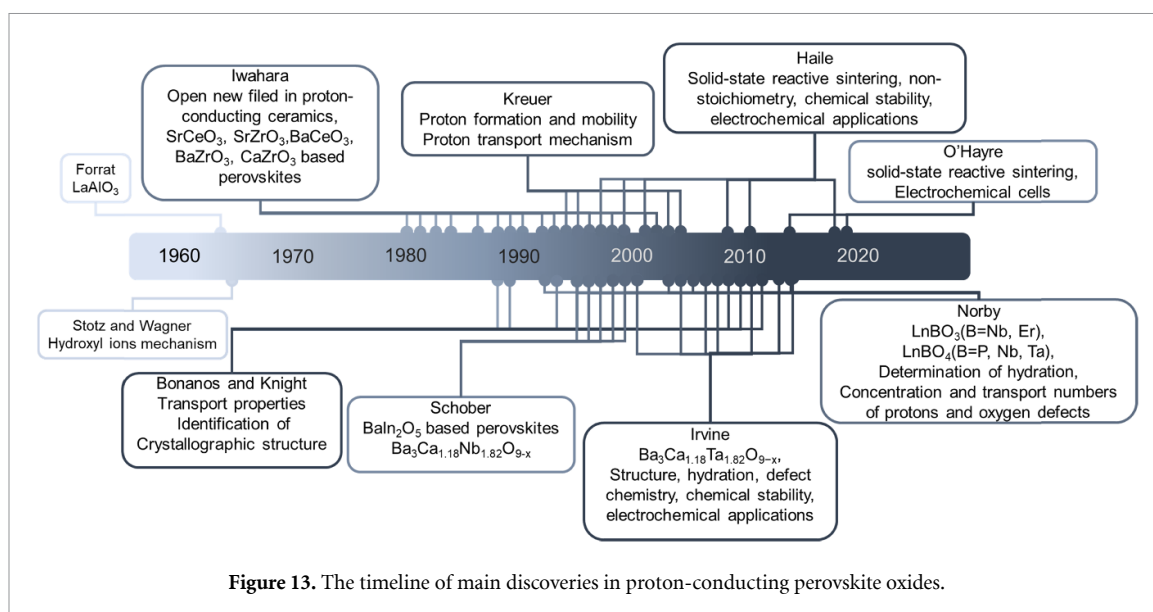 Iwahara
Open new filed in proton-
conducting ceramics,
SrCeO₃, SrZrO₃,BaCeO₃,
BaZrO₃, CaZrO₃ based
perovskites
Kreuer
Proton formation and mobility
Proton transport mechanism
Haile
Solid-state reactive sintering, non-
stoichiometry, chemical stability,
electrochemical applications
O'Hayre
solid-state reactive sintering,
Electrochemical cells
Forrat
LaAlO₃
1960 1970 1980 1990 2000 2010 2020
Stotz and Wagner
Hydroxyl ions mechanism
Bonanos and Knight
Transport properties
Identification of
Crystallographic structure
Schober
BaIn₂O₅ based perovskites
Ba₃Ca₁.₁₈Nb₁.₈₂O₉₋ₓ
Irvine
Ba₃Ca₁.₁₈Ta₁.₈₂O₉₋ₓ,
Structure, hydration, defect
chemistry, chemical stability,
electrochemical applications
Norby
LnBO₃(B=Nb, Er),
LnBO₄(B=P, Nb, Ta),
Determination of hydration,
Concentration and transport numbers
of protons and oxygen defects
Figure 13. The timeline of main discoveries in proton-conducting perovskite oxides.